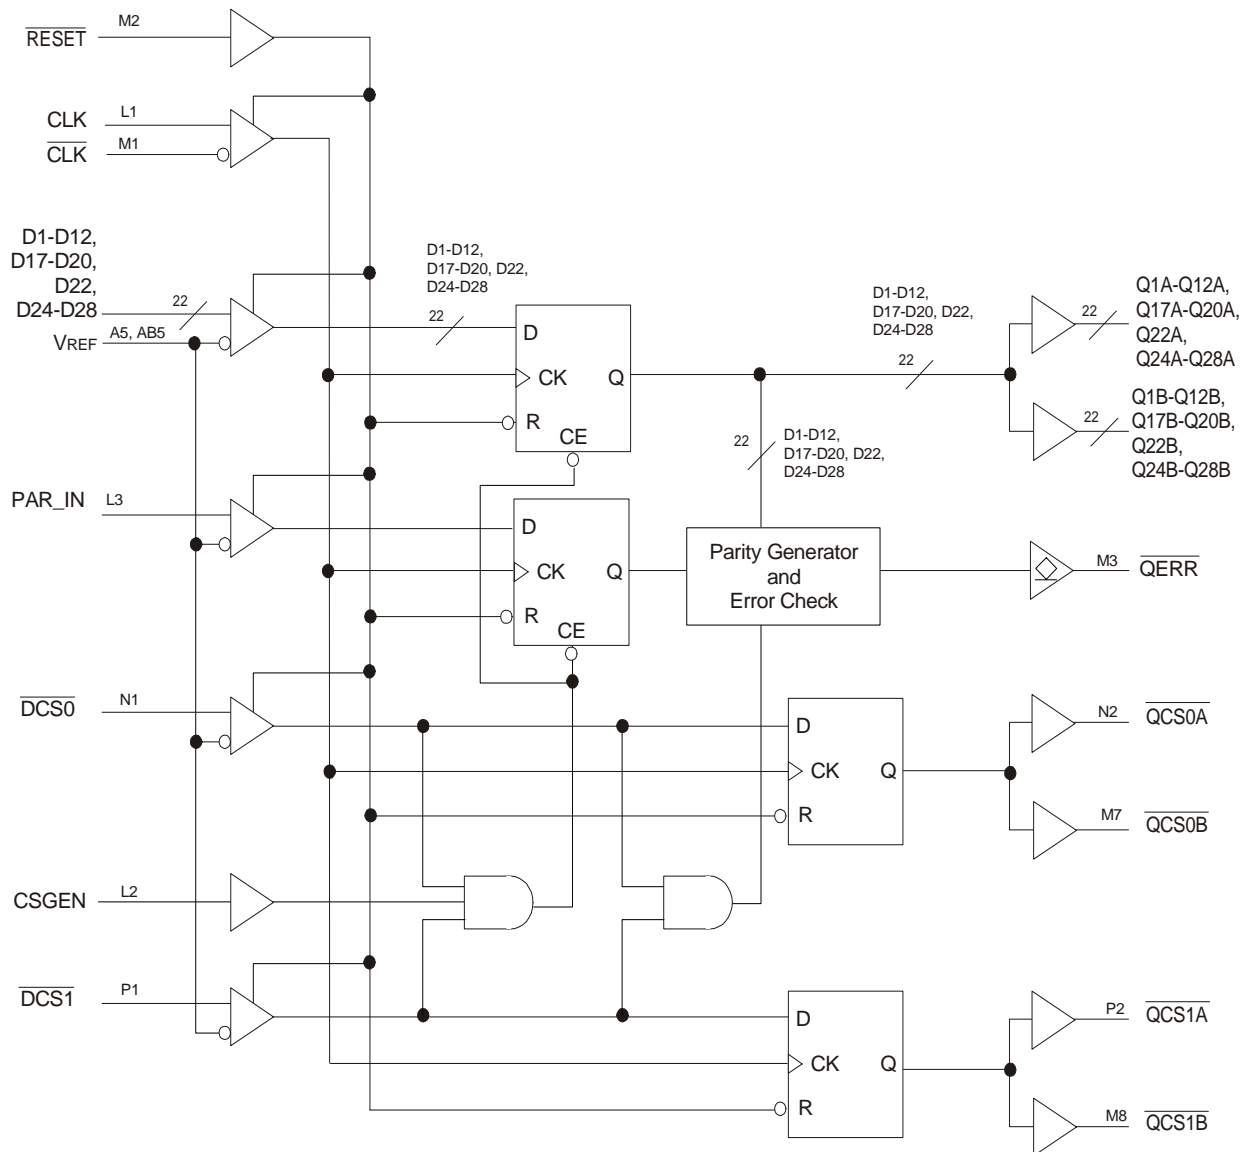 RESET
M2
CLK
L1
CLK
M1
D1-D12,
D17-D20,
D22,
D24-D28
22
VREF
A5, AB5
D1-D12,
D17-D20, D22,
D24-D28
22
D
CK
Q
R
CE
D1-D12,
D17-D20, D22,
D24-D28
22
22
Q1A-Q12A,
Q17A-Q20A,
Q22A,
Q24A-Q28A
22
Q1B-Q12B,
Q17B-Q20B,
Q22B,
Q24B-Q28B
22
D1-D12,
D17-D20, D22,
D24-D28
PAR_IN
L3
D
CK
Q
R
CE
Parity Generator
and
Error Check
M3
QERR
DCS0
N1
D
CK
Q
R
N2
QCS0A
M7
QCS0B
CSGEN
L2
DCS1
P1
D
CK
Q
R
P2
QCS1A
M8
QCS1B